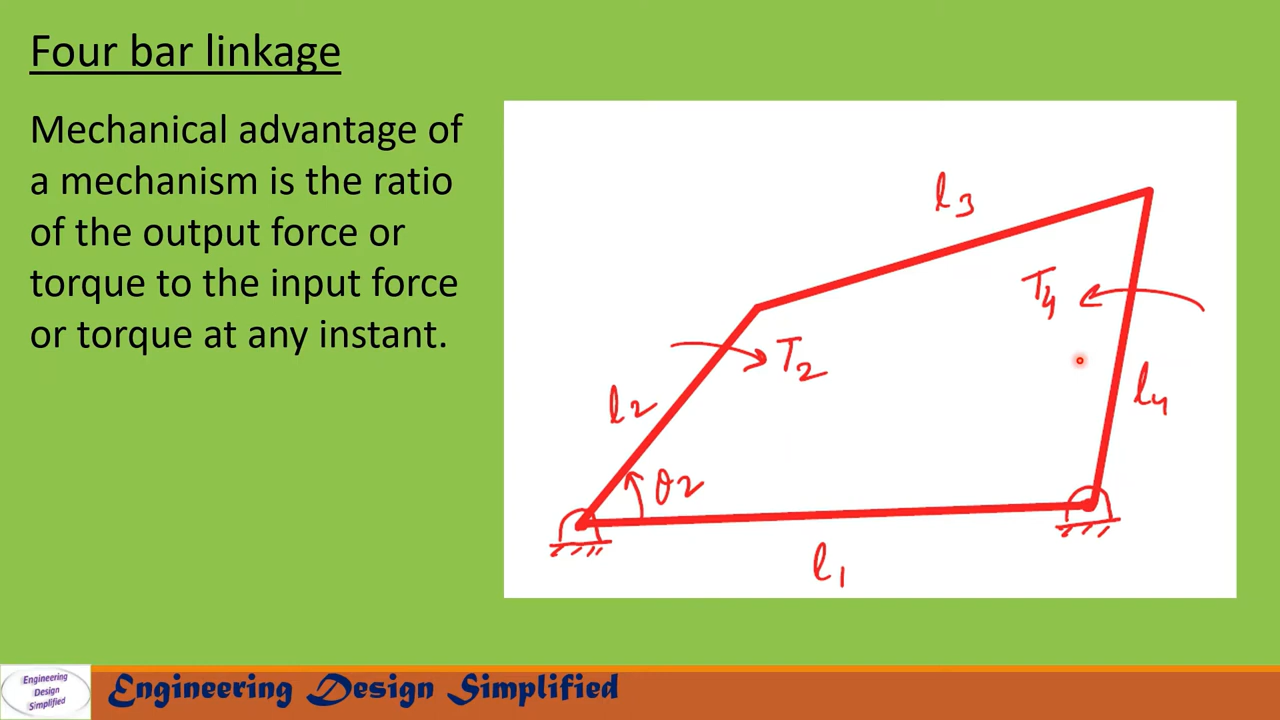 Four bar linkage
Mechanical advantage of
a mechanism is the ratio
of the output force or
torque to the input force
or torque at any instant.
l3
T4
T2
l2
l4
θ2
l1
Engineering
Design
Simplified
Engineering Design Simplified